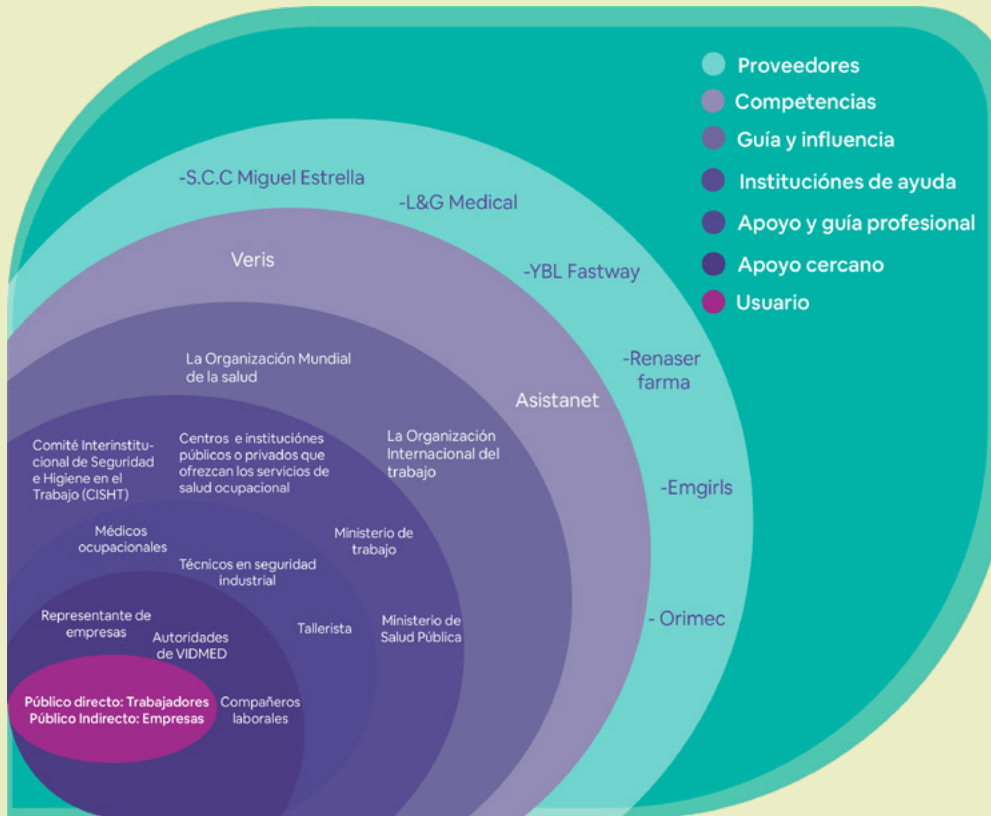 Proveedores
Competencias
Guía y influencia
Instituciónes de ayuda
Apoyo y guía profesional
Apoyo cercano
Usuario
-S.C.C Miguel Estrella
-L&G Medical
-YBL Fastway
-Renaser
farma
-Emgirls
- Orimec
Veris
Asistanet
La Organización Mundial
de la salud
La Organización
Internacional del
trabajo
Comité Interinstitu-
cional de Seguridad
e Higiene en el
Trabajo (CISHT)
Centros e instituciónes
públicos o privados que
ofrezcan los servicios de
salud ocupacional
Ministerio de
trabajo
Ministerio de
Salud Pública
Médicos
ocupacionales
Técnicos en seguridad
industrial
Tallerista
Representante de
empresas
Autoridades
de VIDMED
Compañeros
laborales
Público directo: Trabajadores
Público Indirecto: Empresas